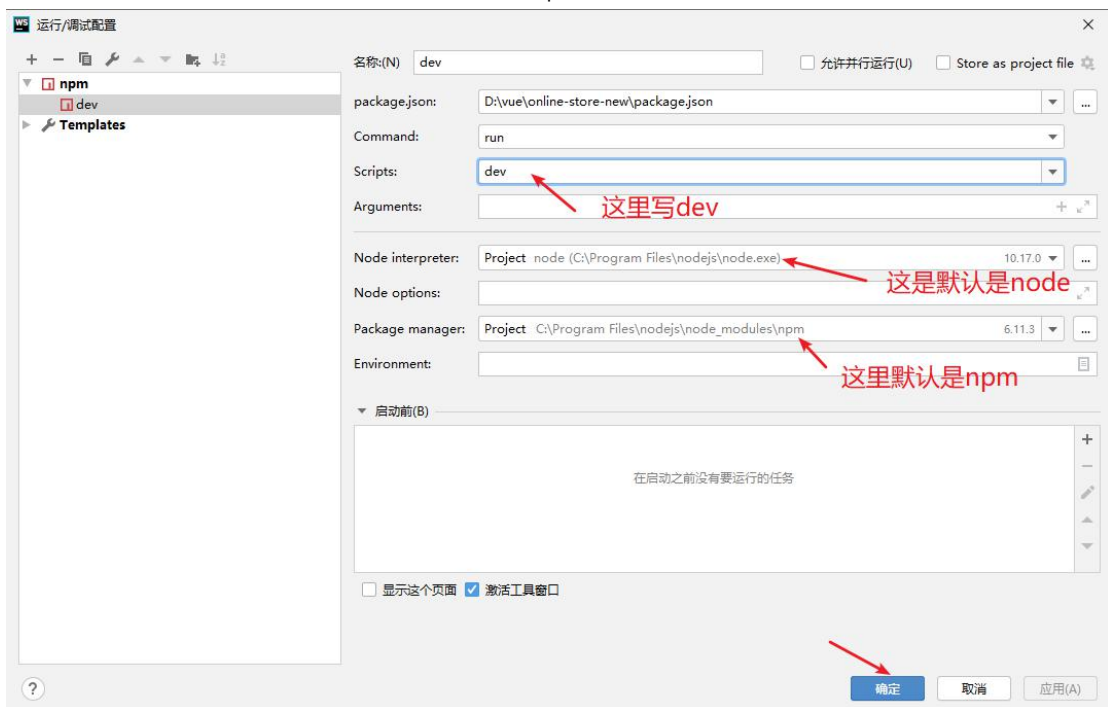 WS 运行/调试配置
名称:(N) dev 允许并行运行(U) Store as project file
npm
dev
Templates
package.json: D:\vue\online-store-new\package.json ...
Command: run
Scripts: dev
这里写dev
Arguments:
Node interpreter: Project node (C:\Program Files\nodejs\node.exe) 10.17.0 ...
这是默认是node
Node options:
Package manager: Project C:\Program Files\nodejs\node_modules\npm 6.11.3 ...
这里默认是npm
Environment:
启动前(B)
在启动之前没有要运行的任务
显示这个页面 激活工具窗口
? 确定 取消 应用(A)